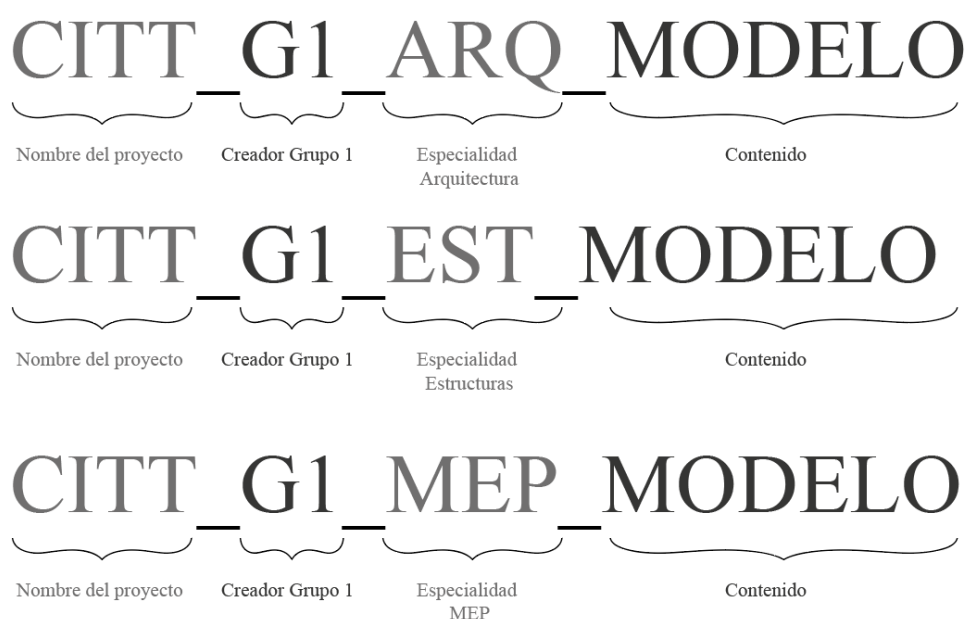 CITT_G1_ARQ_MODELO
Nombre del proyecto Creador Grupo 1 Especialidad Contenido
Arquitectura
CITT_G1_EST_MODELO
Nombre del proyecto Creador Grupo 1 Especialidad Contenido
Estructuras
CITT_G1_MEP_MODELO
Nombre del proyecto Creador Grupo 1 Especialidad Contenido
MEP